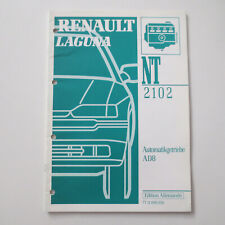 RENAULT
LAGUNA
NT
2102
Automatikgetriebe
AD8
Edition Allemande